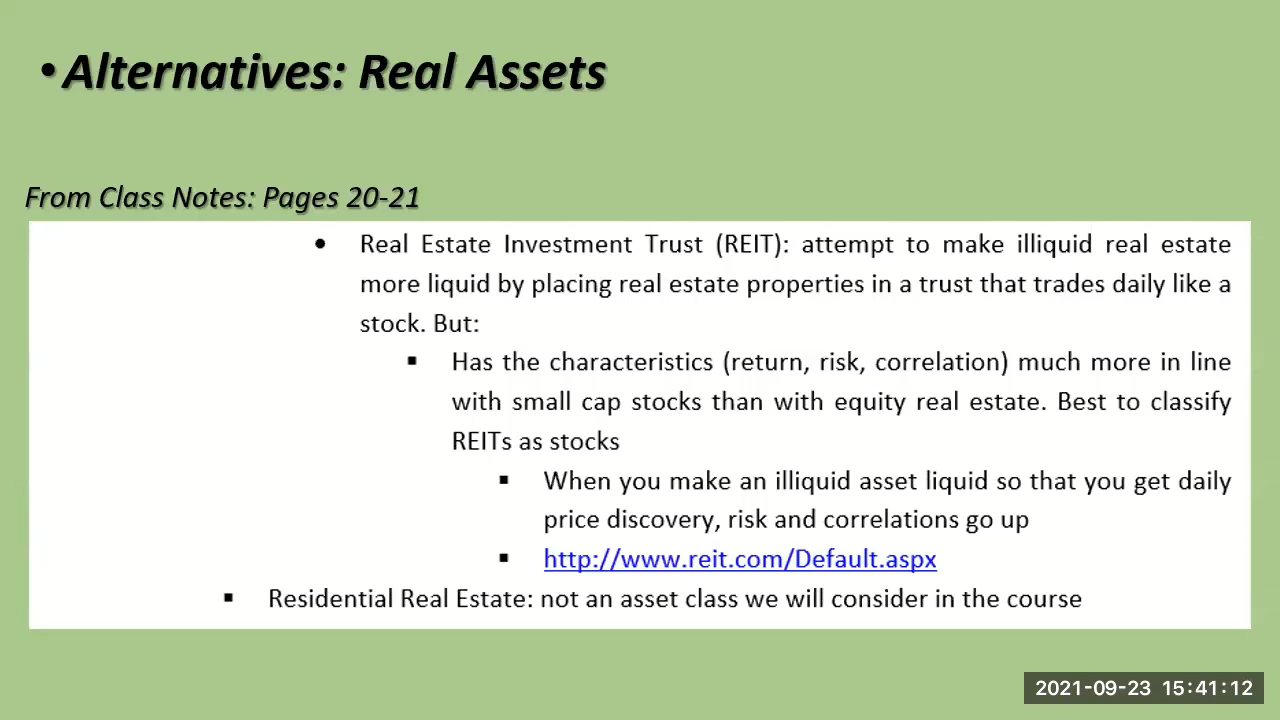 • Alternatives: Real Assets
From Class Notes: Pages 20-21
• Real Estate Investment Trust (REIT): attempt to make illiquid real estate
more liquid by placing real estate properties in a trust that trades daily like a
stock. But:
▪ Has the characteristics (return, risk, correlation) much more in line
with small cap stocks than with equity real estate. Best to classify
REITs as stocks
▪ When you make an illiquid asset liquid so that you get daily
price discovery, risk and correlations go up
▪ http://www.reit.com/Default.aspx
▪ Residential Real Estate: not an asset class we will consider in the course
2021-09-23 15:41:12